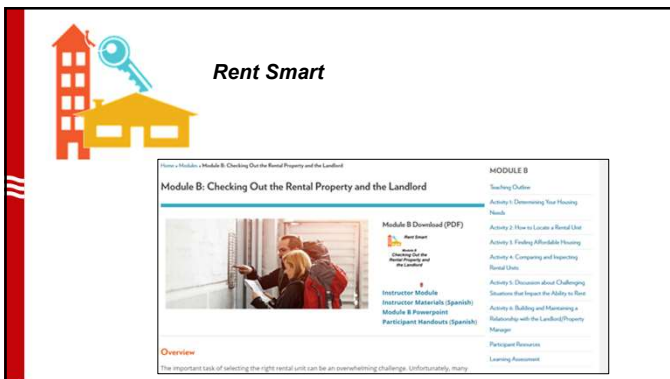 Rent Smart
Home » Modules » Module B: Checking Out the Rental Property and the Landlord
Module B: Checking Out the Rental Property and the Landlord
Module B Download (PDF)
Rent Smart
Module B
Checking Out the
Rental Property and
the Landlord
Instructor Module
Instructor Materials (Spanish)
Module B Powerpoint
Participant Handouts (Spanish)
Overview
The important task of selecting the right rental unit can be an overwhelming challenge. Unfortunately, many
MODULE B
Teaching Outline
Activity 1: Determining Your Housing
Needs
Activity 2: How to Locate a Rental Unit
Activity 3: Finding Affordable Housing
Activity 4: Comparing and Inspecting
Rental Units
Activity 5: Discussion about Challenging
Situations that Impact the Ability to Rent
Activity 6: Building and Maintaining a
Relationship with the Landlord/Property
Manager
Participant Resources
Learning Assessment